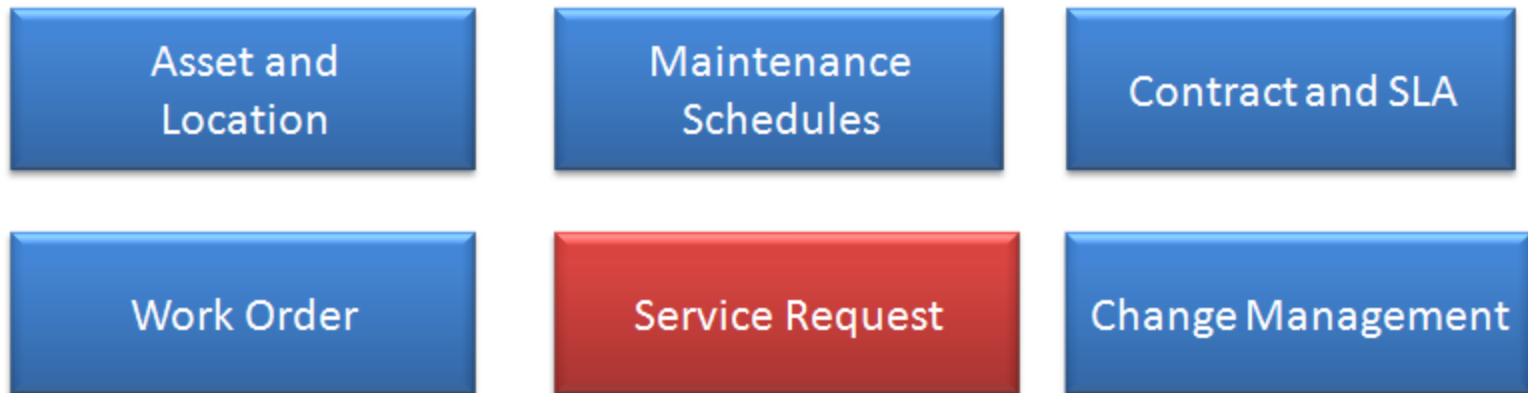 Asset and
Location
Maintenance
Schedules
Contract and SLA
Work Order
Service Request
Change Management